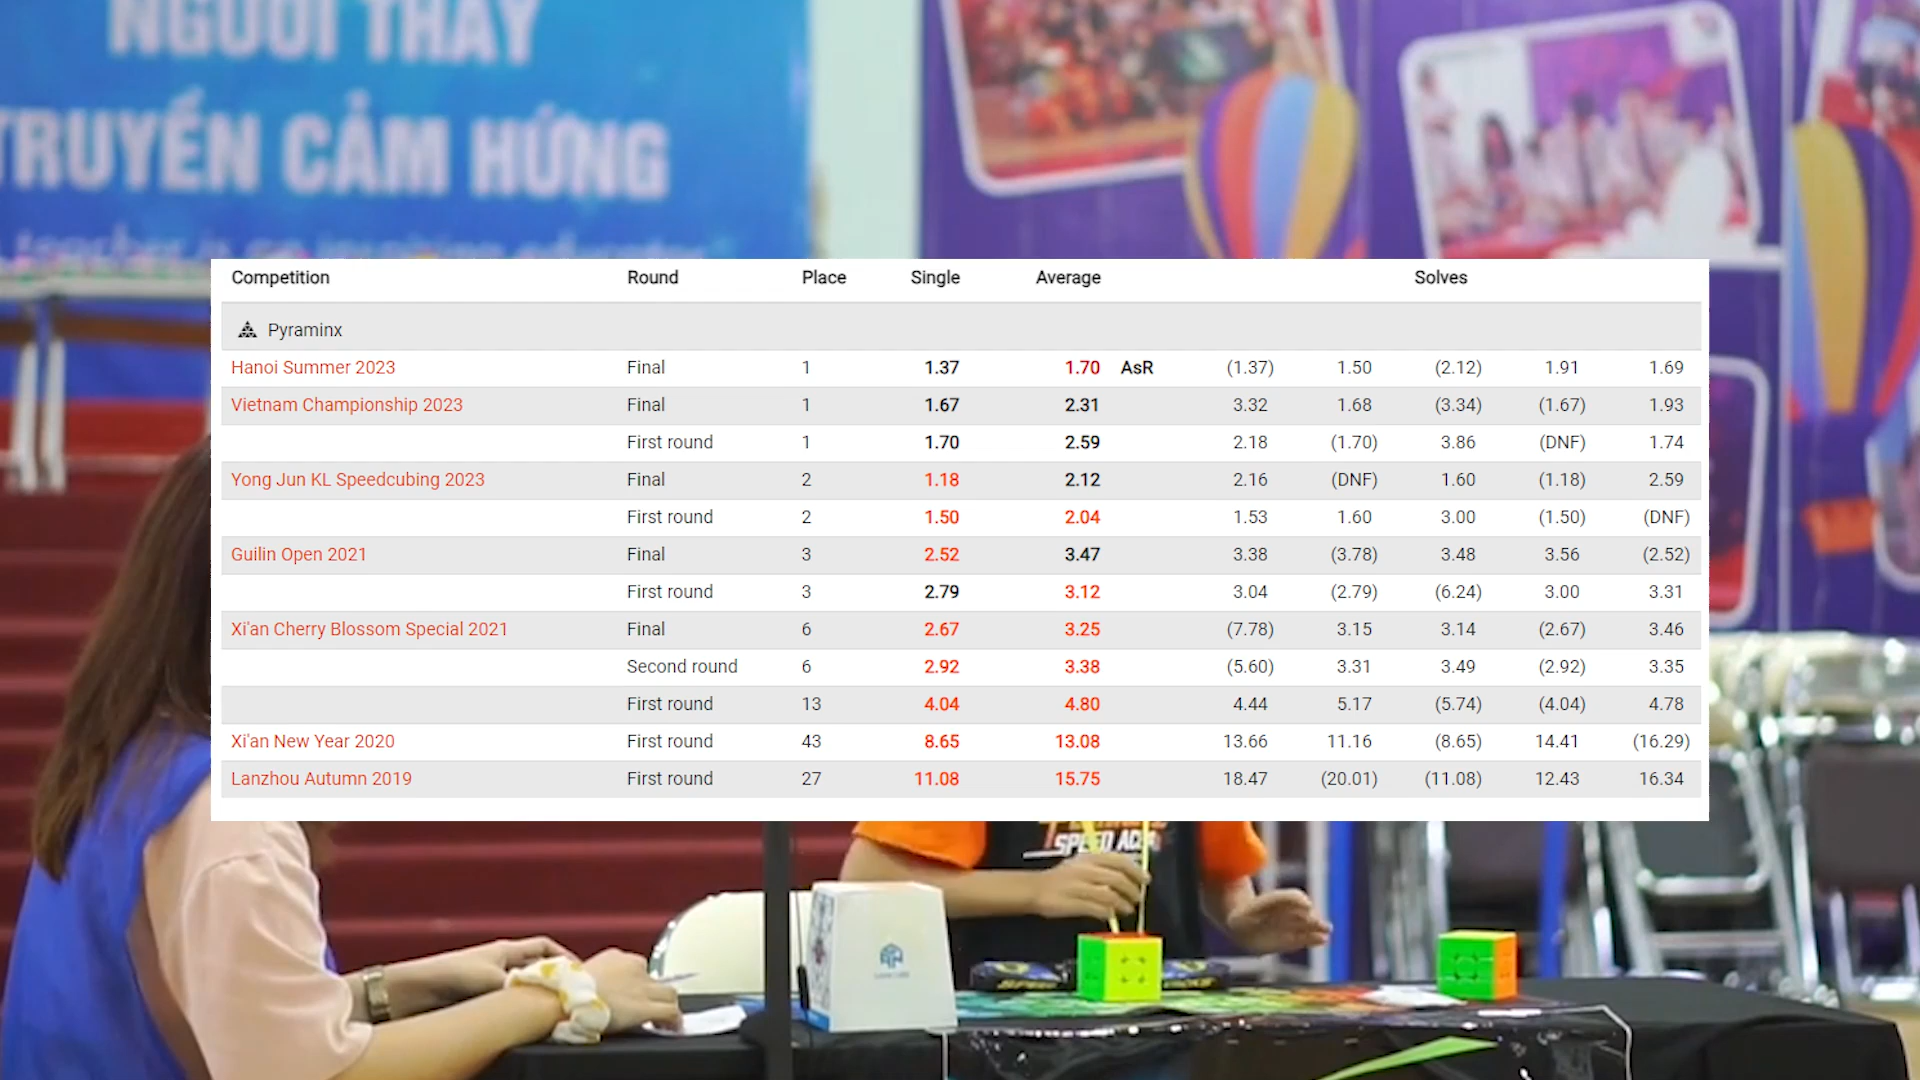 NGƯỜI THẦY
TRUYỀN CẢM HỨNG
Competition Round Place Single Average Solves
Pyraminx
Hanoi Summer 2023 Final 1 1.37 1.70 AsR (1.37) 1.50 (2.12) 1.91 1.69
Vietnam Championship 2023 Final 1 1.67 2.31 3.32 1.68 (3.34) (1.67) 1.93
First round 1 1.70 2.59 2.18 (1.70) 3.86 (DNF) 1.74
Yong Jun KL Speedcubing 2023 Final 2 1.18 2.12 2.16 (DNF) 1.60 (1.18) 2.59
First round 2 1.50 2.04 1.53 1.60 3.00 (1.50) (DNF)
Guilin Open 2021 Final 3 2.52 3.47 3.38 (3.78) 3.48 3.56 (2.52)
First round 3 2.79 3.12 3.04 (2.79) (6.24) 3.00 3.31
Xi'an Cherry Blossom Special 2021 Final 6 2.67 3.25 (7.78) 3.15 3.14 (2.67) 3.46
Second round 6 2.92 3.38 (5.60) 3.31 3.49 (2.92) 3.35
First round 13 4.04 4.80 4.44 5.17 (5.74) (4.04) 4.78
Xi'an New Year 2020 First round 43 8.65 13.08 13.66 11.16 (8.65) 14.41 (16.29)
Lanzhou Autumn 2019 First round 27 11.08 15.75 18.47 (20.01) (11.08) 12.43 16.34